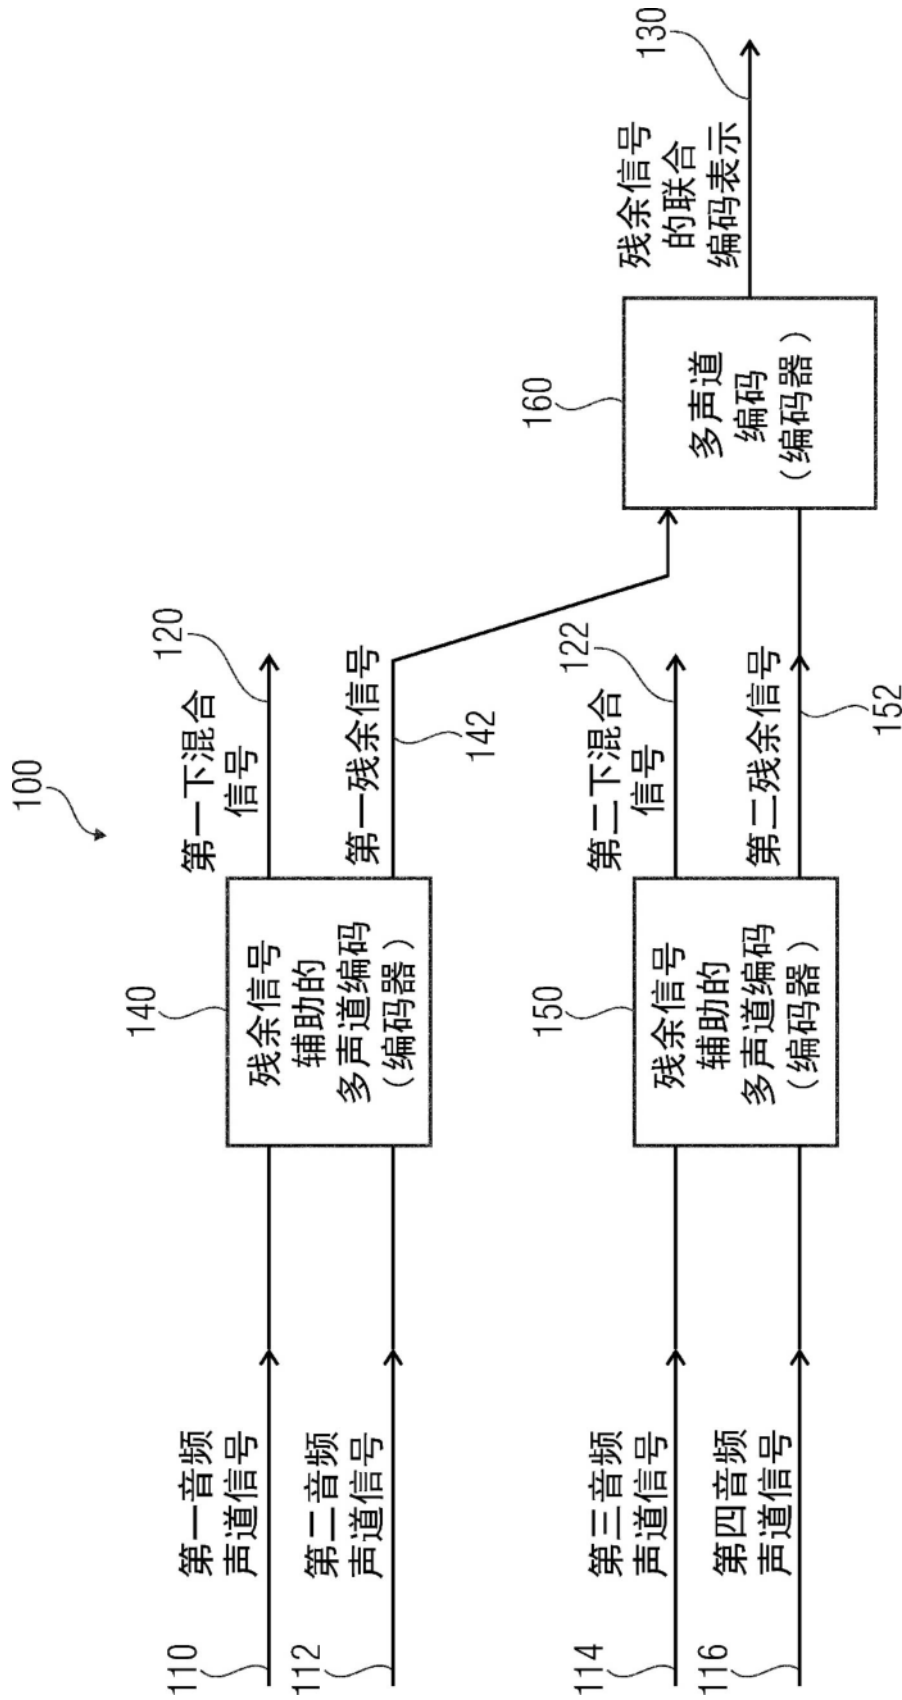 100
110
第一音频
声道信号
112
第二音频
声道信号
140
残余信号
辅助的
多声道编码
（编码器）
第一下混合
信号
120
第一残余信号
142
114
第三音频
声道信号
116
第四音频
声道信号
150
残余信号
辅助的
多声道编码
（编码器）
第二下混合
信号
122
第二残余信号
152
160
多声道
编码
（编码器）
残余信号
的联合
编码表示
130